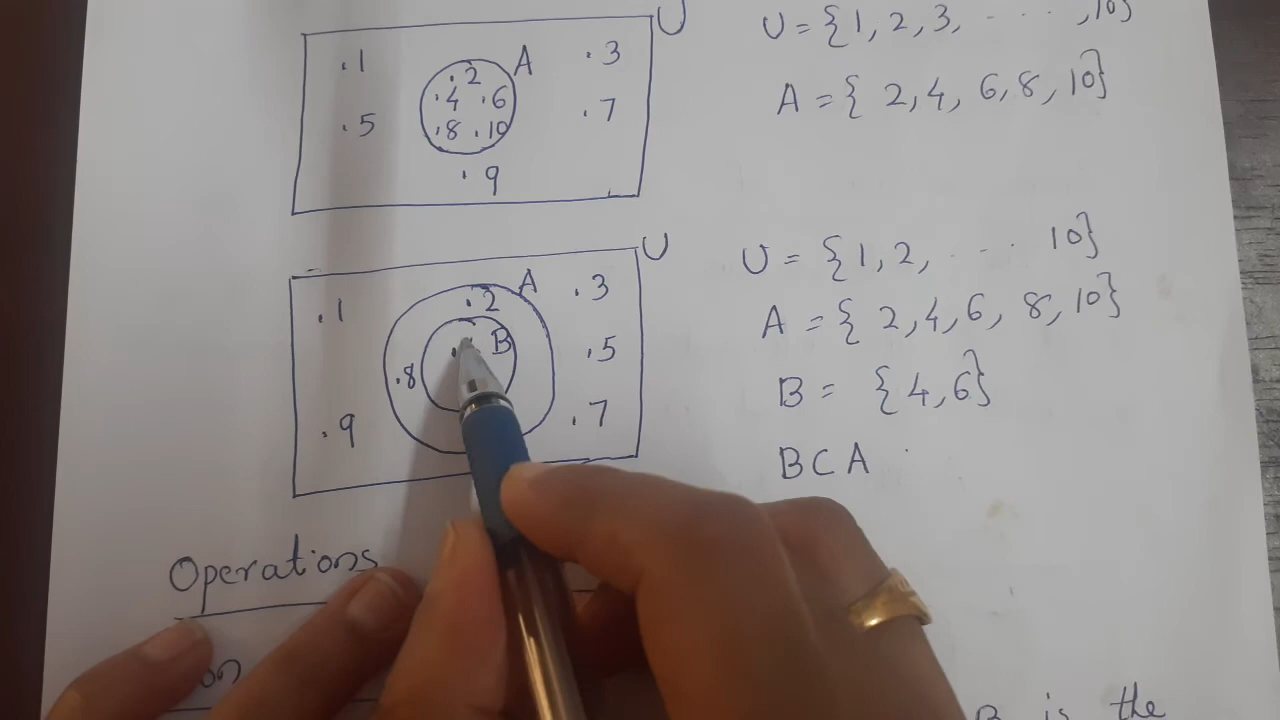 U
U = {1, 2, 3, - - - - , 10}
.1
A
.3
.2
.4 .6
.8 .10
.5
.7
.9
A = { 2, 4, 6, 8, 10}
U
U = {1, 2, - - - 10}
.1
A
.3
.2
B
.5
.8
.7
.9
A = { 2, 4, 6, 8, 10}
B = {4, 6}
B ⊂ A
Operations
on
B is the